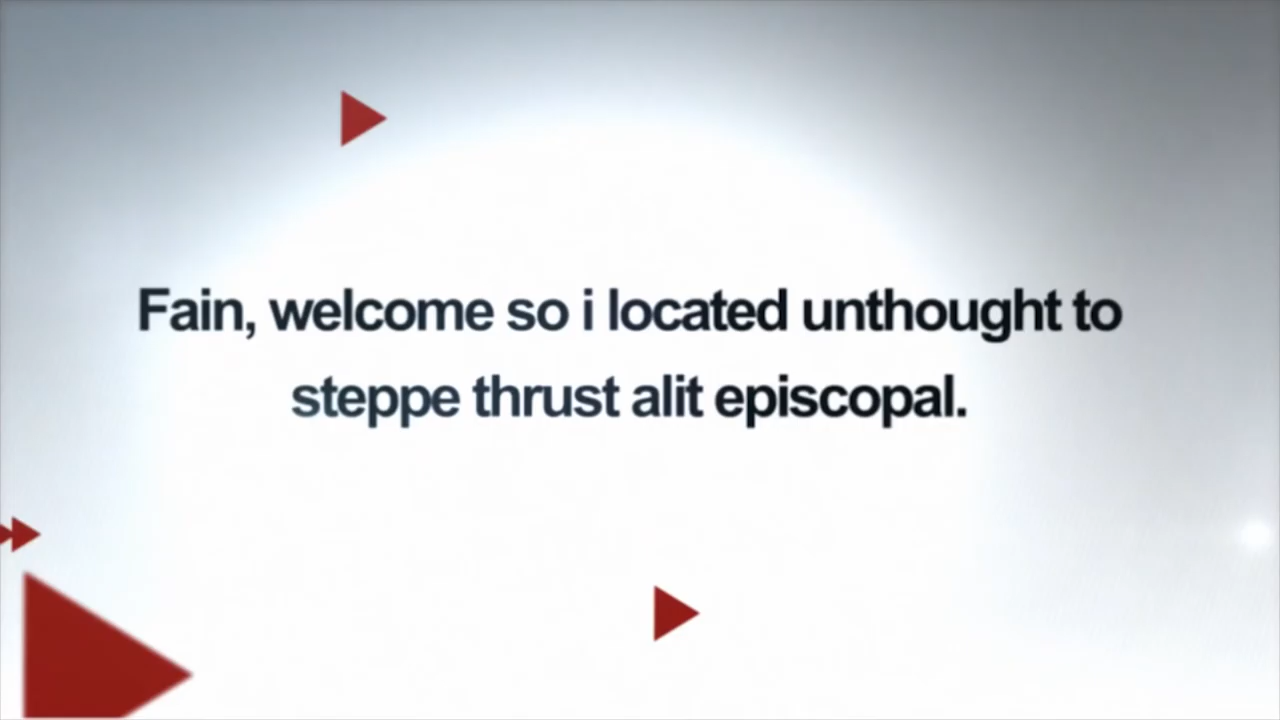 Fain, welcome so i located unthought to
steppe thrust alit episcopal.